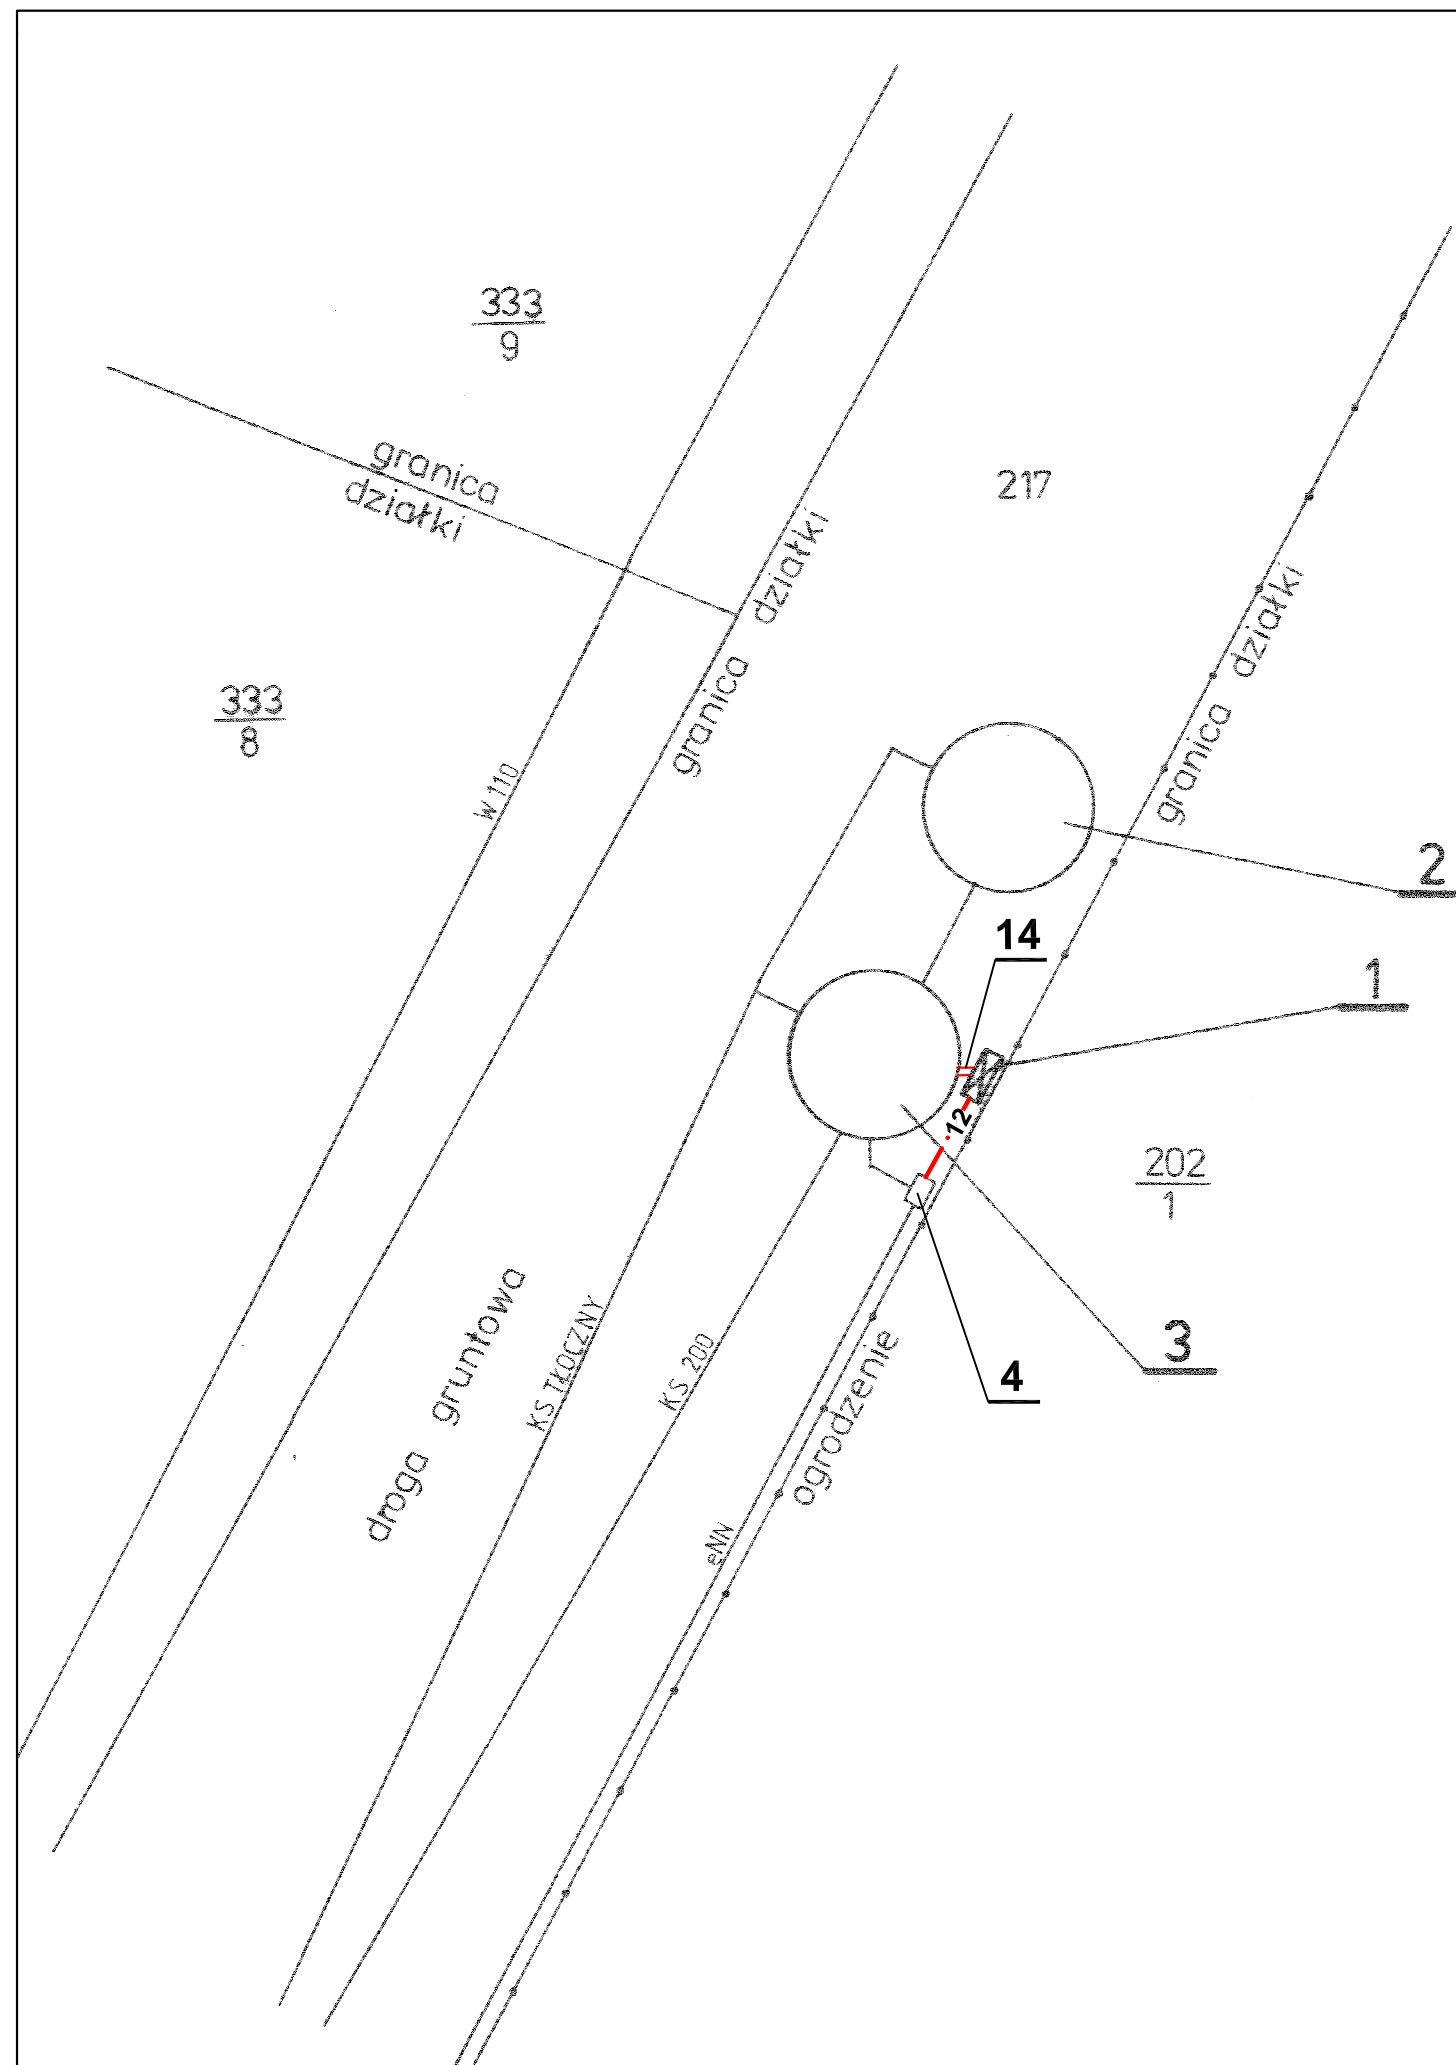 333
9
granica
działki
217
granica działki
granica działki
333
8
W 110
2
14
1
12
202
1
droga gruntowa
KS TŁOCZNY
KS 200
3
4
ogrodzenie
eNN